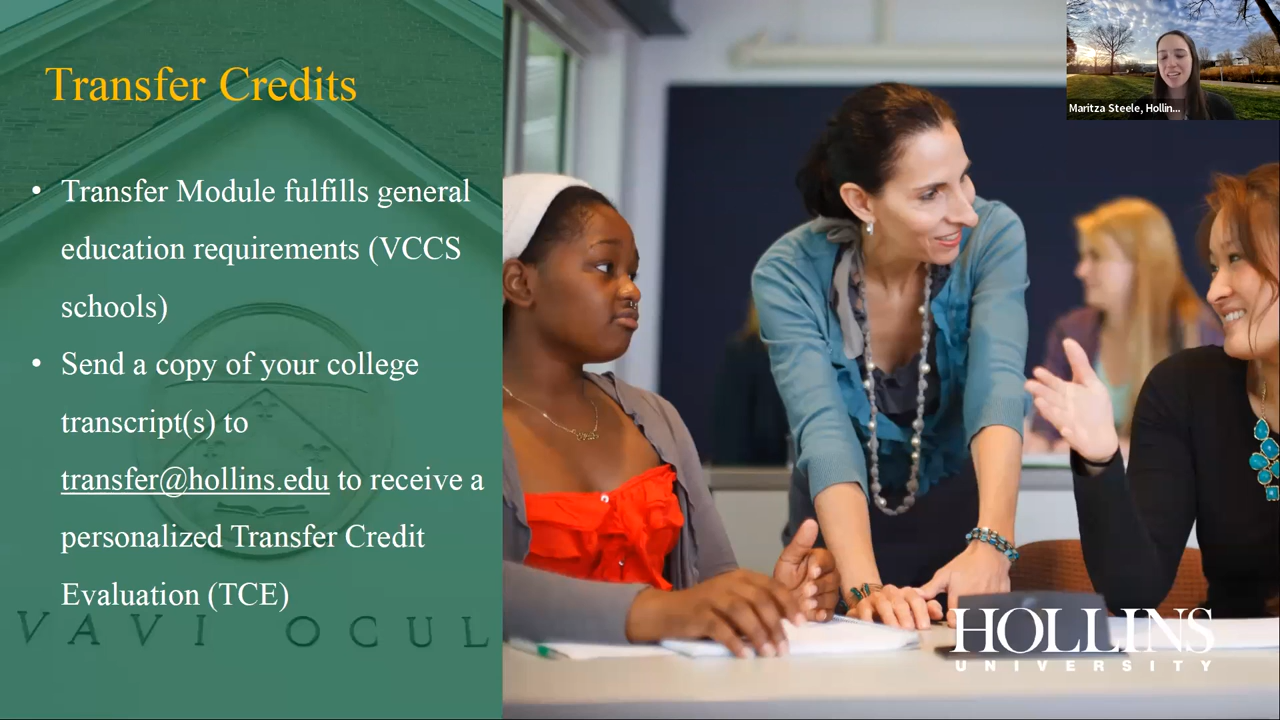 Transfer Credits
Maritza Steele, Hollin...
• Transfer Module fulfills general
education requirements (VCCS
schools)
• Send a copy of your college
transcript(s) to
transfer@hollins.edu to receive a
personalized Transfer Credit
Evaluation (TCE)
VAVI OCUL
HOLLINS
UNIVERSITY